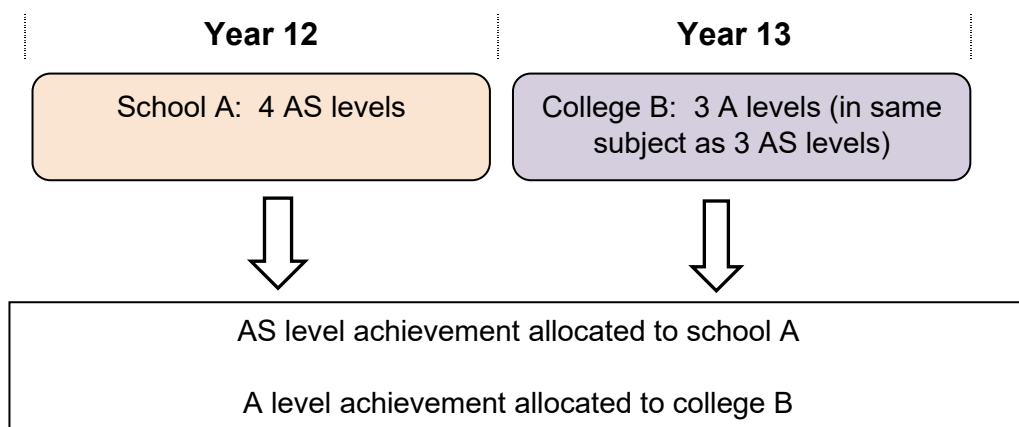 Year 12
Year 13
School A: 4 AS levels
College B: 3 A levels (in same
subject as 3 AS levels)
AS level achievement allocated to school A
A level achievement allocated to college B